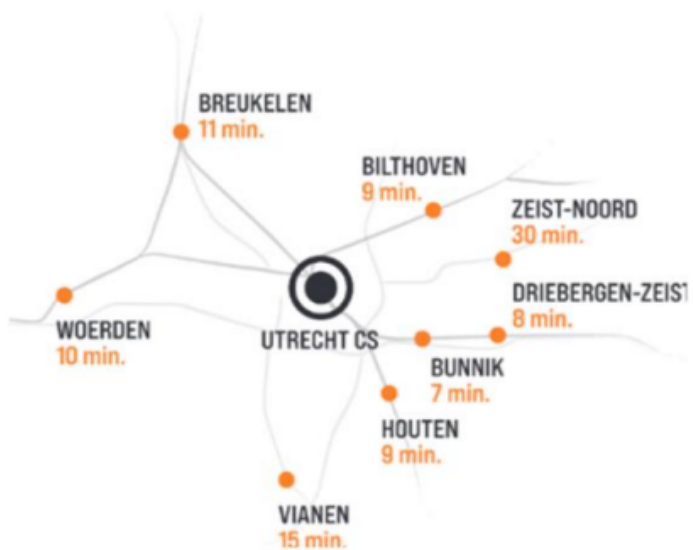 BREUKELEN
11 min.
BILTHOVEN
9 min.
ZEIST-NOORD
30 min.
DRIEBERGEN-ZEIST
8 min.
UTRECHT CS
WOERDEN
10 min.
BUNNIK
7 min.
HOUTEN
9 min.
VIANEN
15 min.